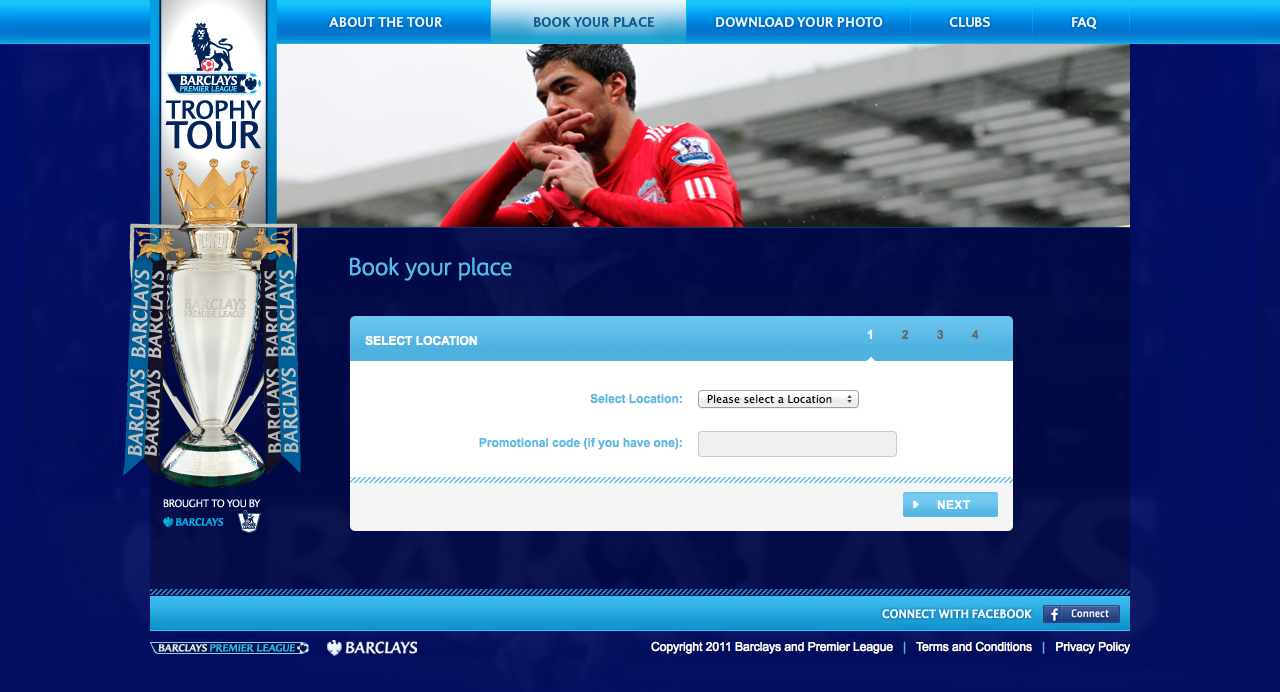 ABOUT THE TOUR
BOOK YOUR PLACE
DOWNLOAD YOUR PHOTO
CLUBS
FAQ
BARCLAYS
PREMIER LEAGUE
TROPHY
TOUR
BARCLAYS
PREMIER LEAGUE
BARCLAYS
BARCLAYS
BARCLAYS
BARCLAYS
BARCLAYS
BARCLAYS
BARCLAYS
BARCLAYS
BROUGHT TO YOU BY
BARCLAYS
Book your place
SELECT LOCATION
1 2 3 4
Select Location: Please select a Location
Promotional code (if you have one):
NEXT
BARCLAYS
CONNECT WITH FACEBOOK
f Connect
BARCLAYS PREMIER LEAGUE
BARCLAYS
Copyright 2011 Barclays and Premier League | Terms and Conditions | Privacy Policy